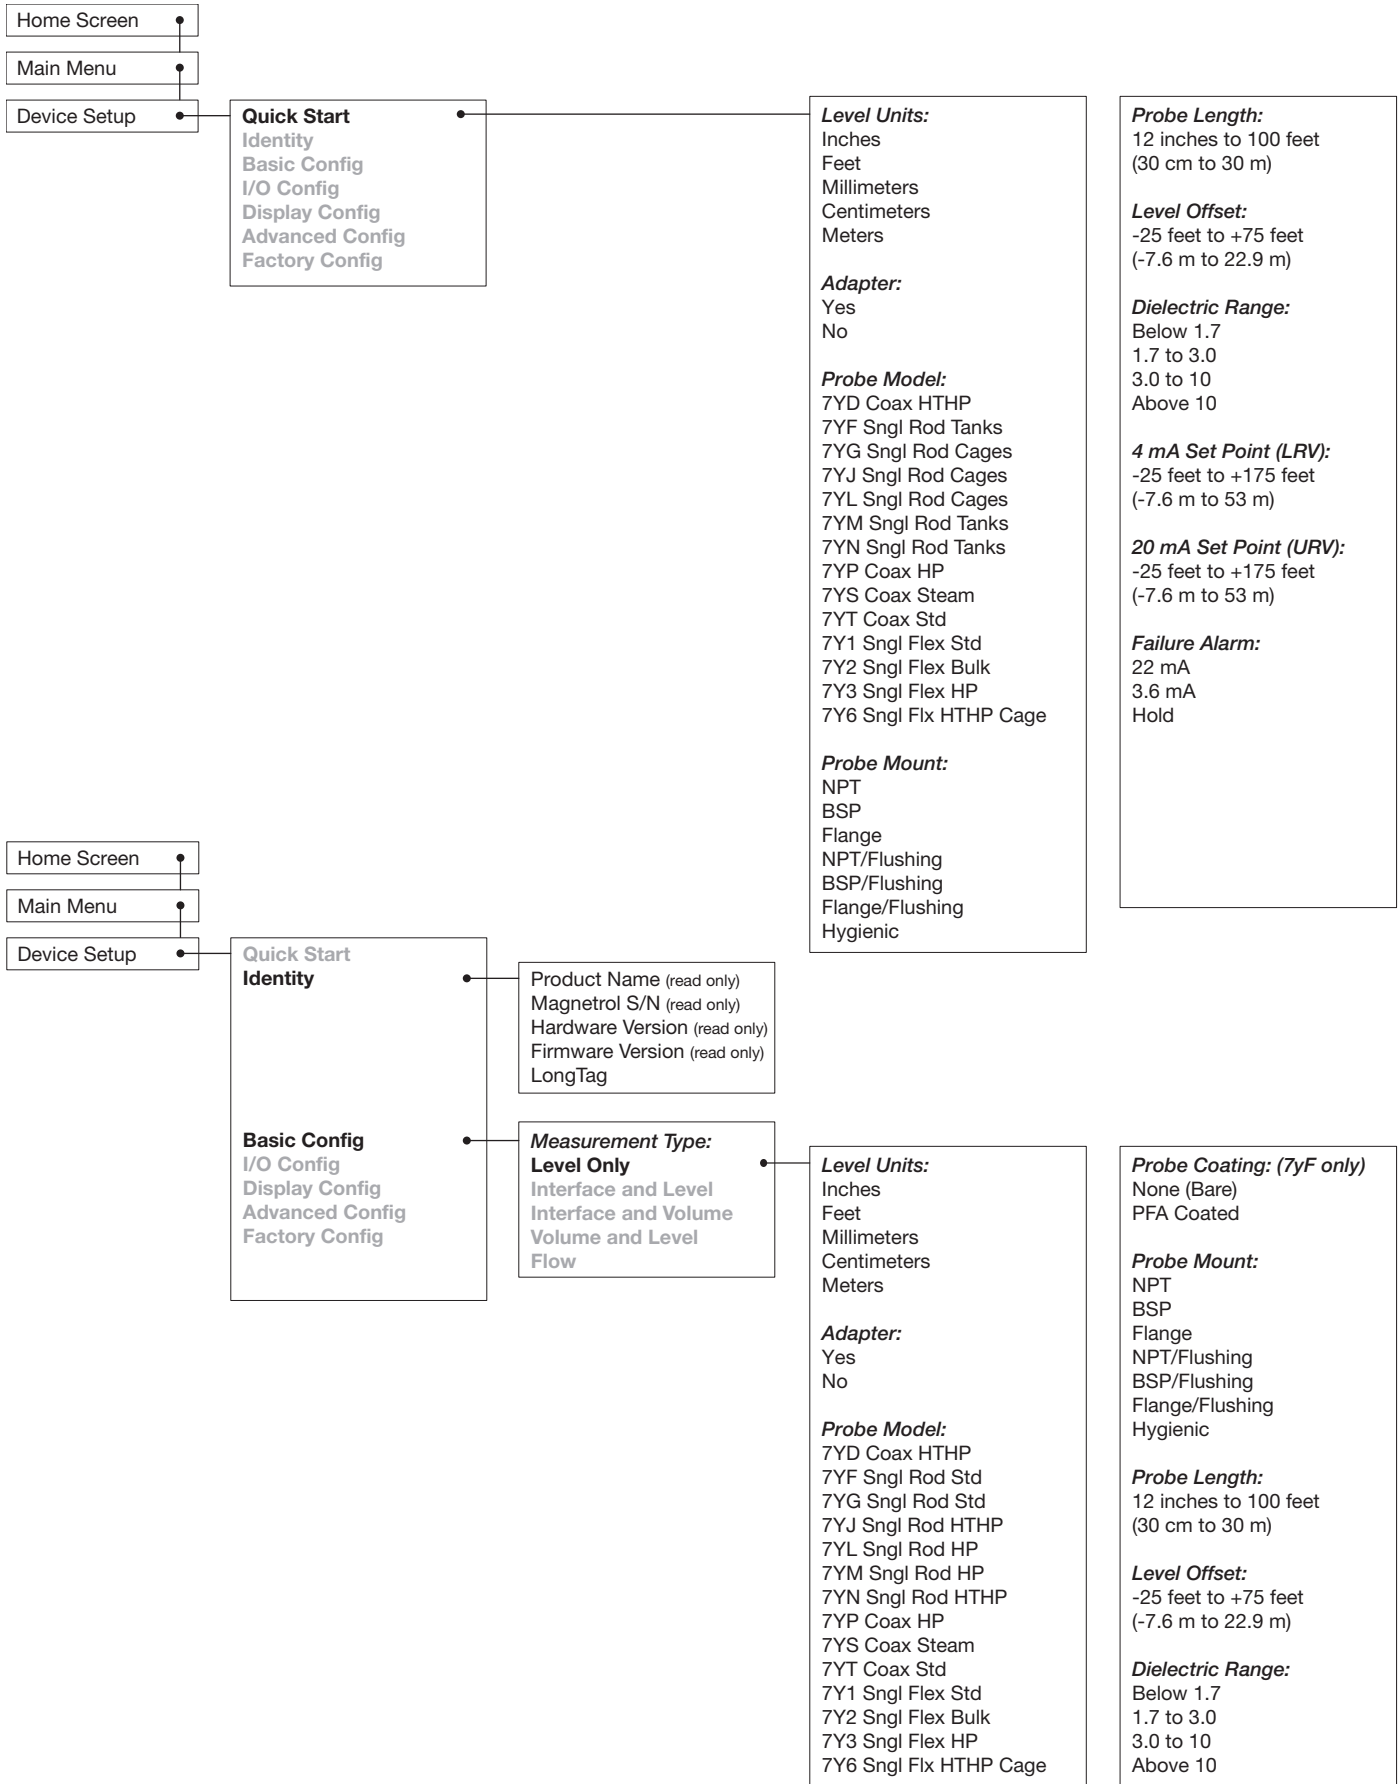 Home Screen
Main Menu
Device Setup
Quick Start
Identity
Basic Config
I/O Config
Display Config
Advanced Config
Factory Config
Level Units:
Inches
Feet
Millimeters
Centimeters
Meters
Adapter:
Yes
No
Probe Model:
7YD Coax HTHP
7YF Sngl Rod Tanks
7YG Sngl Rod Cages
7YJ Sngl Rod Cages
7YL Sngl Rod Cages
7YM Sngl Rod Tanks
7YN Sngl Rod Tanks
7YP Coax HP
7YS Coax Steam
7YT Coax Std
7Y1 Sngl Flex Std
7Y2 Sngl Flex Bulk
7Y3 Sngl Flex HP
7Y6 Sngl Flx HTHP Cage
Probe Mount:
NPT
BSP
Flange
NPT/Flushing
BSP/Flushing
Flange/Flushing
Hygienic
Probe Length:
12 inches to 100 feet
(30 cm to 30 m)
Level Offset:
-25 feet to +75 feet
(-7.6 m to 22.9 m)
Dielectric Range:
Below 1.7
1.7 to 3.0
3.0 to 10
Above 10
4 mA Set Point (LRV):
-25 feet to +175 feet
(-7.6 m to 53 m)
20 mA Set Point (URV):
-25 feet to +175 feet
(-7.6 m to 53 m)
Failure Alarm:
22 mA
3.6 mA
Hold
Home Screen
Main Menu
Device Setup
Quick Start
Identity
Basic Config
I/O Config
Display Config
Advanced Config
Factory Config
Product Name (read only)
Magnetrol S/N (read only)
Hardware Version (read only)
Firmware Version (read only)
LongTag
Measurement Type:
Level Only
Interface and Level
Interface and Volume
Volume and Level
Flow
Level Units:
Inches
Feet
Millimeters
Centimeters
Meters
Adapter:
Yes
No
Probe Model:
7YD Coax HTHP
7YF Sngl Rod Std
7YG Sngl Rod Std
7YJ Sngl Rod HTHP
7YL Sngl Rod HP
7YM Sngl Rod HP
7YN Sngl Rod HTHP
7YP Coax HP
7YS Coax Steam
7YT Coax Std
7Y1 Sngl Flex Std
7Y2 Sngl Flex Bulk
7Y3 Sngl Flex HP
7Y6 Sngl Flx HTHP Cage
Probe Coating: (7yF only)
None (Bare)
PFA Coated
Probe Mount:
NPT
BSP
Flange
NPT/Flushing
BSP/Flushing
Flange/Flushing
Hygienic
Probe Length:
12 inches to 100 feet
(30 cm to 30 m)
Level Offset:
-25 feet to +75 feet
(-7.6 m to 22.9 m)
Dielectric Range:
Below 1.7
1.7 to 3.0
3.0 to 10
Above 10